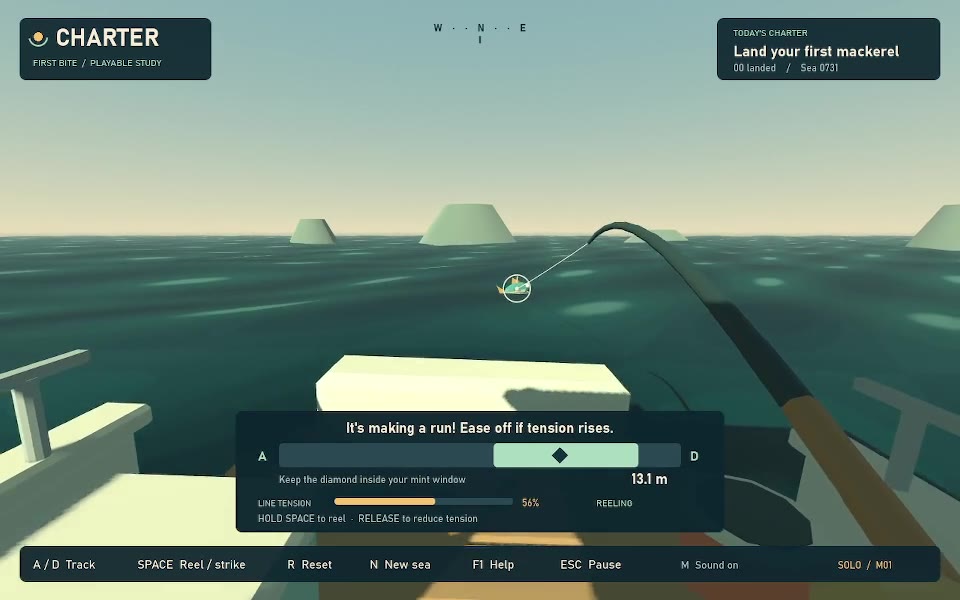 CHARTER
FIRST BITE / PLAYABLE STUDY
W · · N · · E
TODAY'S CHARTER
Land your first mackerel
00 landed / Sea 0731
It's making a run! Ease off if tension rises.
A D
Keep the diamond inside your mint window 13.1 m
LINE TENSION 56% REELING
HOLD SPACE to reel · RELEASE to reduce tension
A / D Track SPACE Reel / strike R Reset N New sea F1 Help ESC Pause M Sound on SOLO / M01